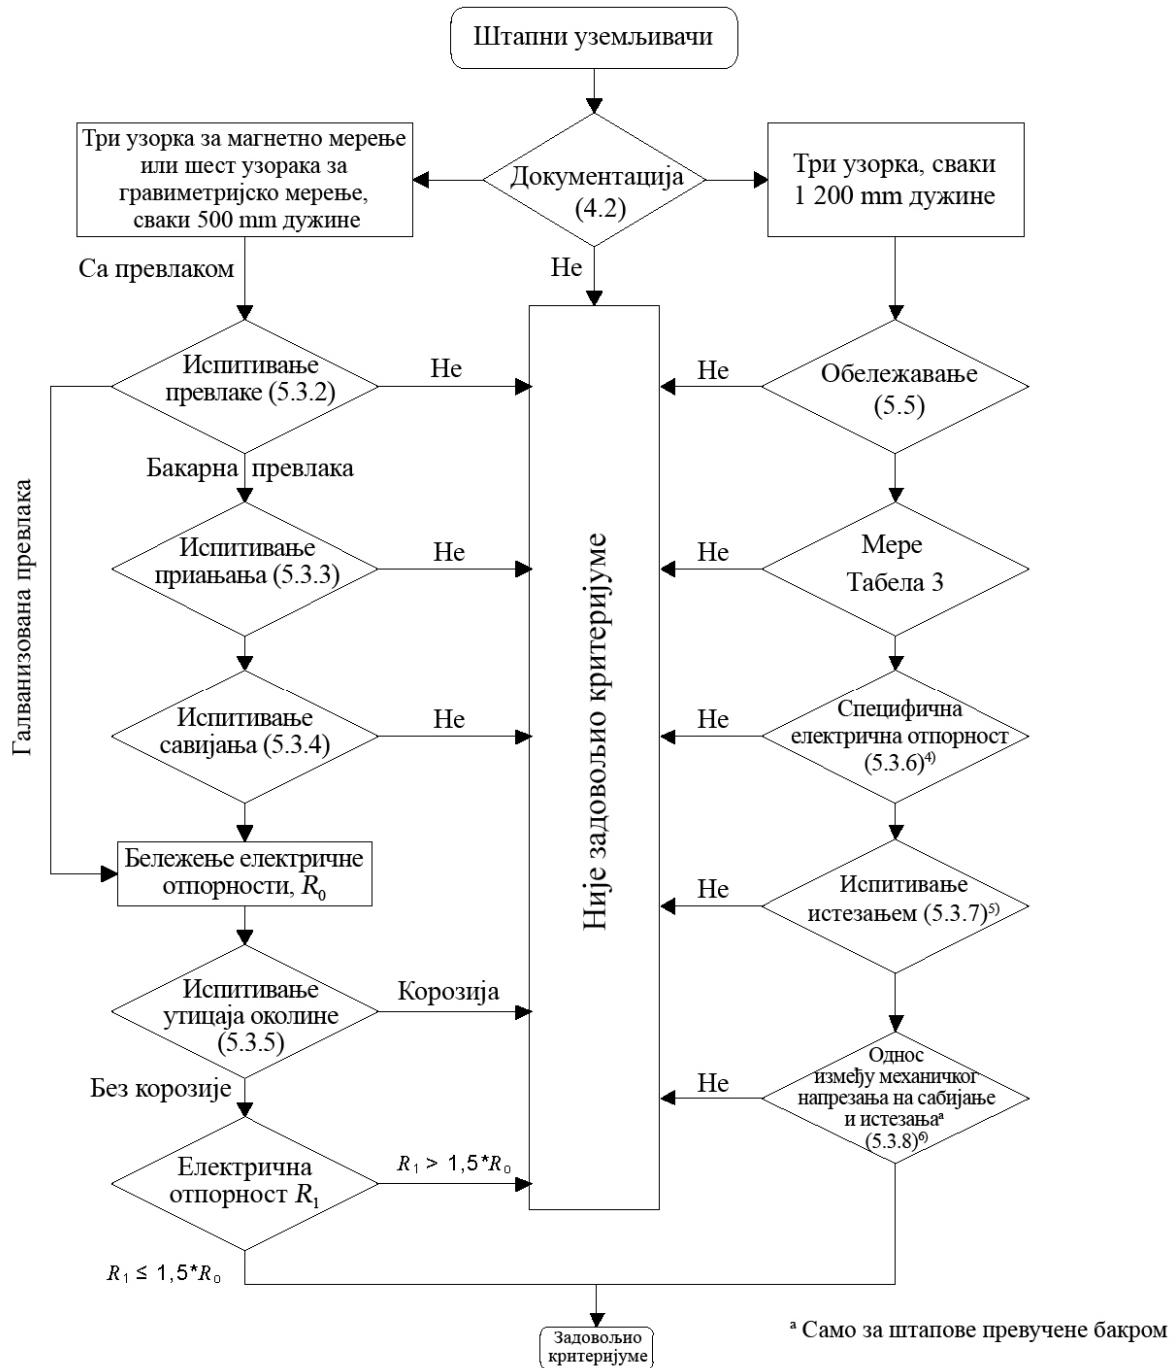 Штапни уземљивачи
Три узорка за магнетно мерење
или шест узорака за
гравиметријско мерење,
сваки 500 mm дужине
Документација
(4.2)
Три узорка, сваки
1 200 mm дужине
Са превлаком
Не
Испитивање
превлаке (5.3.2)
Не
Не
Обележавање
(5.5)
Бакарна превлака
Галванизована превлака
Испитивање
приањања (5.3.3)
Не
Није задовољио критеријуме
Не
Мере
Табела 3
Испитивање
савијања (5.3.4)
Не
Не
Специфична
електрична отпорност
(5.3.6)⁴⁾
Бележење електричне
отпорности, R₀
Не
Испитивање
истезањем (5.3.7)⁵⁾
Испитивање
утицаја околине
(5.3.5)
Корозија
Без корозије
Не
Однос
између механичког
напрезања на сабијање
и истезањаᵃ
(5.3.8)⁶⁾
Електрична
отпорност R₁
R₁ > 1,5*R₀
R₁ ≤ 1,5*R₀
Задовољио
критеријуме
ᵃ Само за штапове превучене бакром